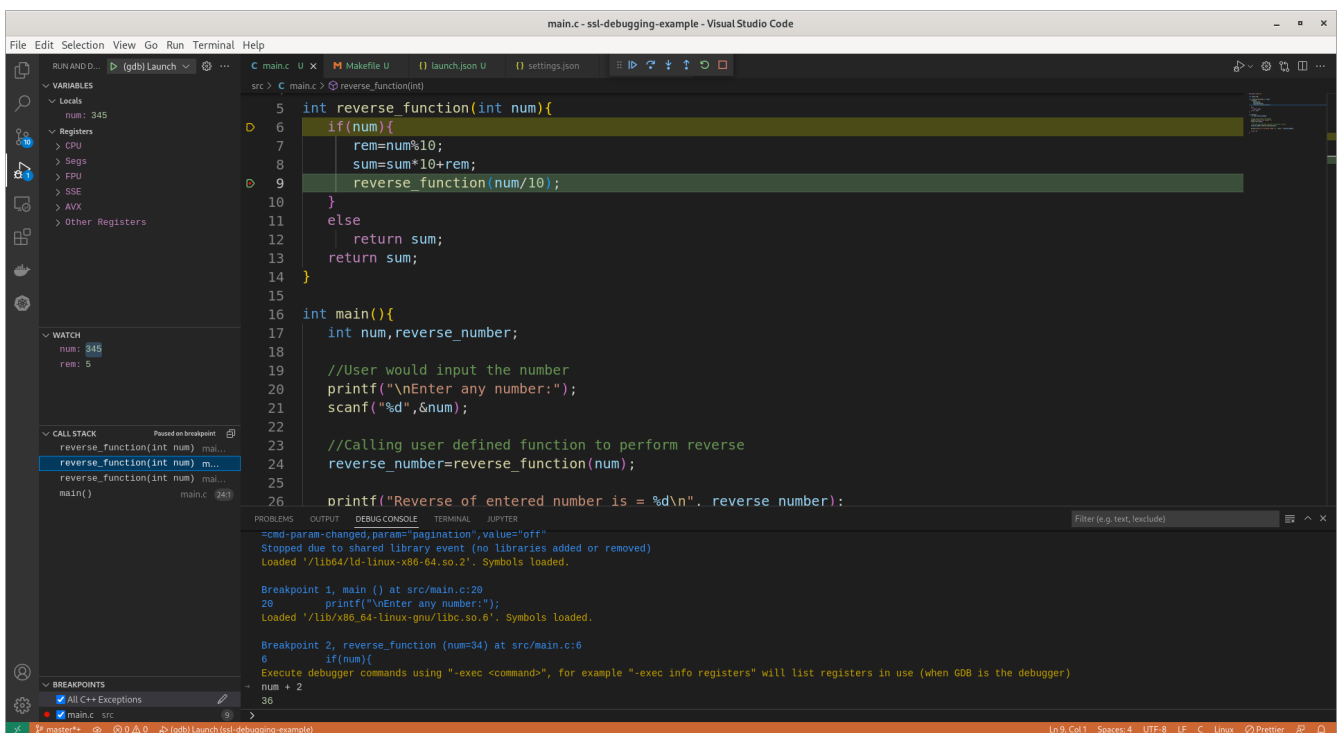 main.c - ssl-debugging-example - Visual Studio Code
File Edit Selection View Go Run Terminal Help
RUN AND D... (gdb) Launch
VARIABLES
Locals
num: 345
Registers
CPU
Segs
FPU
SSE
AVX
Other Registers
WATCH
num: 345
rem: 5
CALL STACK Paused on breakpoint
reverse_function(int num) mai...
reverse_function(int num) m...
reverse_function(int num) mai...
main() main.c 24:1
BREAKPOINTS
All C++ Exceptions
main.c src 9
10
1
C main.c U M Makefile U {} launch.json U {} settings.json
src > C main.c > reverse_function(int)
5 int reverse_function(int num){
6 if(num){
7 rem=num%10;
8 sum=sum*10+rem;
9 reverse_function(num/10);
10 }
11 else
12 return sum;
13 return sum;
14 }
15
16 int main(){
17 int num,reverse_number;
18
19 //User would input the number
20 printf("\nEnter any number:");
21 scanf("%d",&num);
22
23 //Calling user defined function to perform reverse
24 reverse_number=reverse_function(num);
25
26 printf("Reverse of entered number is = %d\n", reverse_number);
PROBLEMS OUTPUT DEBUG CONSOLE TERMINAL JUPYTER Filter (e.g. text, !exclude)
=cmd-param-changed,param="pagination",value="off"
Stopped due to shared library event (no libraries added or removed)
Loaded '/lib64/ld-linux-x86-64.so.2'. Symbols loaded.
Breakpoint 1, main () at src/main.c:20
20 printf("\nEnter any number:");
Loaded '/lib/x86_64-linux-gnu/libc.so.6'. Symbols loaded.
Breakpoint 2, reverse_function (num=34) at src/main.c:6
6 if(num){
Execute debugger commands using "-exec <command>", for example "-exec info registers" will list registers in use (when GDB is the debugger)
→ num + 2
36
>
master*+ 0 0 (gdb) Launch (ssl-debugging-example) Ln 9, Col 1 Spaces: 4 UTF-8 LF C Linux Prettier